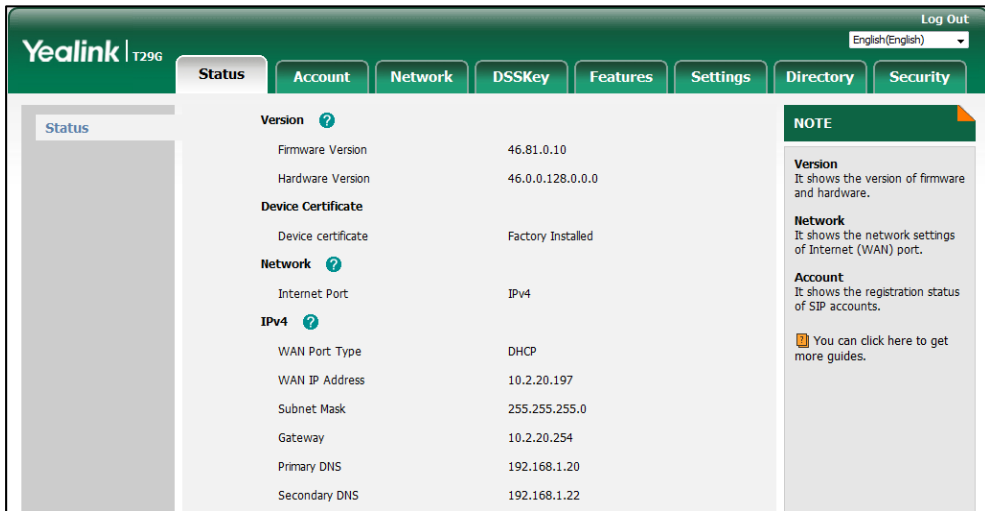 Log Out
English(English)
Yealink | T29G
Status Account Network DSSKey Features Settings Directory Security
Status
Version ?
Firmware Version 46.81.0.10
Hardware Version 46.0.0.128.0.0.0
Device Certificate
Device certificate Factory Installed
Network ?
Internet Port IPv4
IPv4 ?
WAN Port Type DHCP
WAN IP Address 10.2.20.197
Subnet Mask 255.255.255.0
Gateway 10.2.20.254
Primary DNS 192.168.1.20
Secondary DNS 192.168.1.22
NOTE
Version
It shows the version of firmware
and hardware.
Network
It shows the network settings
of Internet (WAN) port.
Account
It shows the registration status
of SIP accounts.
? You can click here to get
more guides.